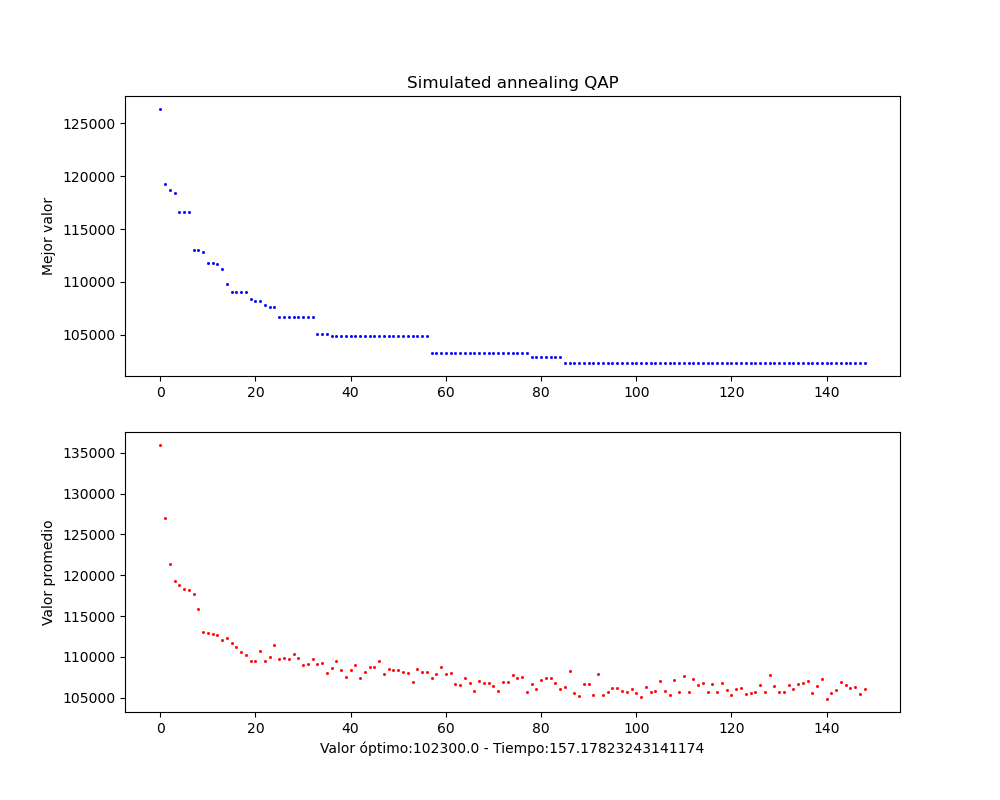 Simulated annealing QAP
Mejor valor
125000
120000
115000
110000
105000
0 20 40 60 80 100 120 140
Valor promedio
135000
130000
125000
120000
115000
110000
105000
0 20 40 60 80 100 120 140
Valor óptimo:102300.0 - Tiempo:157.17823243141174